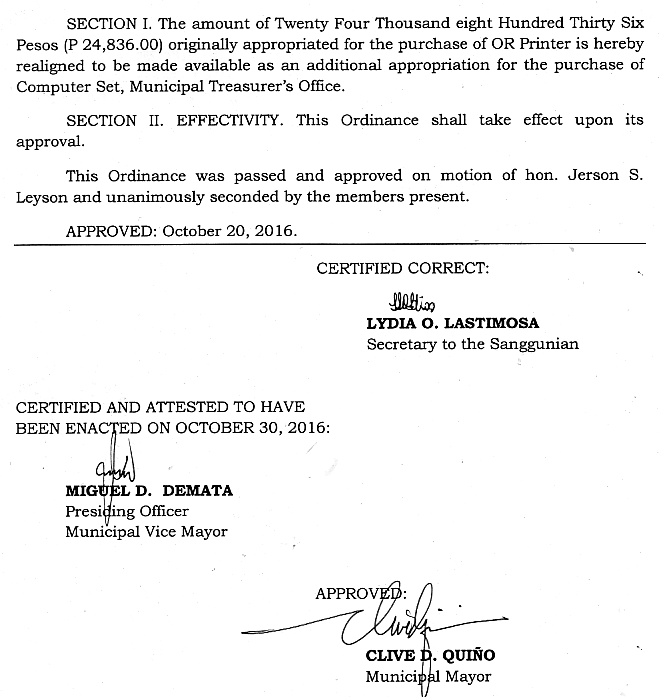 SECTION I. The amount of Twenty Four Thousand eight Hundred Thirty Six
Pesos (P 24,836.00) originally appropriated for the purchase of OR Printer is hereby
realigned to be made available as an additional appropriation for the purchase of
Computer Set, Municipal Treasurer's Office.
SECTION II. EFFECTIVITY. This Ordinance shall take effect upon its
approval.
This Ordinance was passed and approved on motion of hon. Jerson S.
Leyson and unanimously seconded by the members present.
APPROVED: October 20, 2016.
CERTIFIED CORRECT:
LYDIA O. LASTIMOSA
Secretary to the Sanggunian
CERTIFIED AND ATTESTED TO HAVE
BEEN ENACTED ON OCTOBER 30, 2016:
MIGUEL D. DEMATA
Presiding Officer
Municipal Vice Mayor
APPROVED:
CLIVE D. QUIÑO
Municipal Mayor